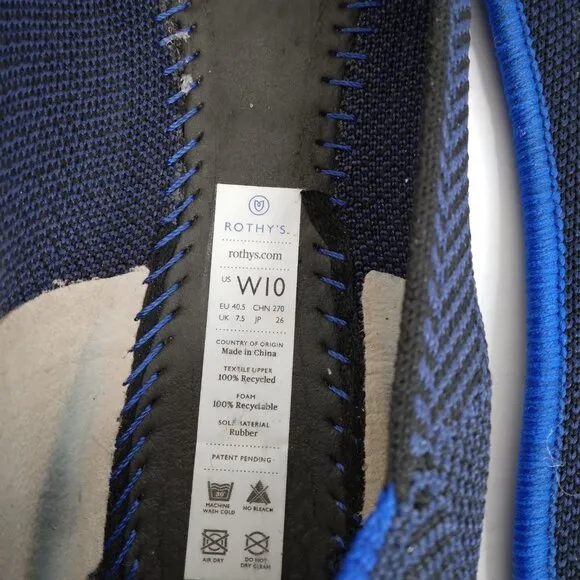 ROTHY'S™
rothys.com
US W10
EU 40.5 CHN 270
UK 7.5 JP 26
COUNTRY OF ORIGIN
Made in China
TEXTILE UPPER
100% Recycled
FOAM
100% Recyclable
SOLE MATERIAL
Rubber
PATENT PENDING
30
MACHINE WASH COLD
NO BLEACH
AIR DRY
DO NOT DRY CLEAN